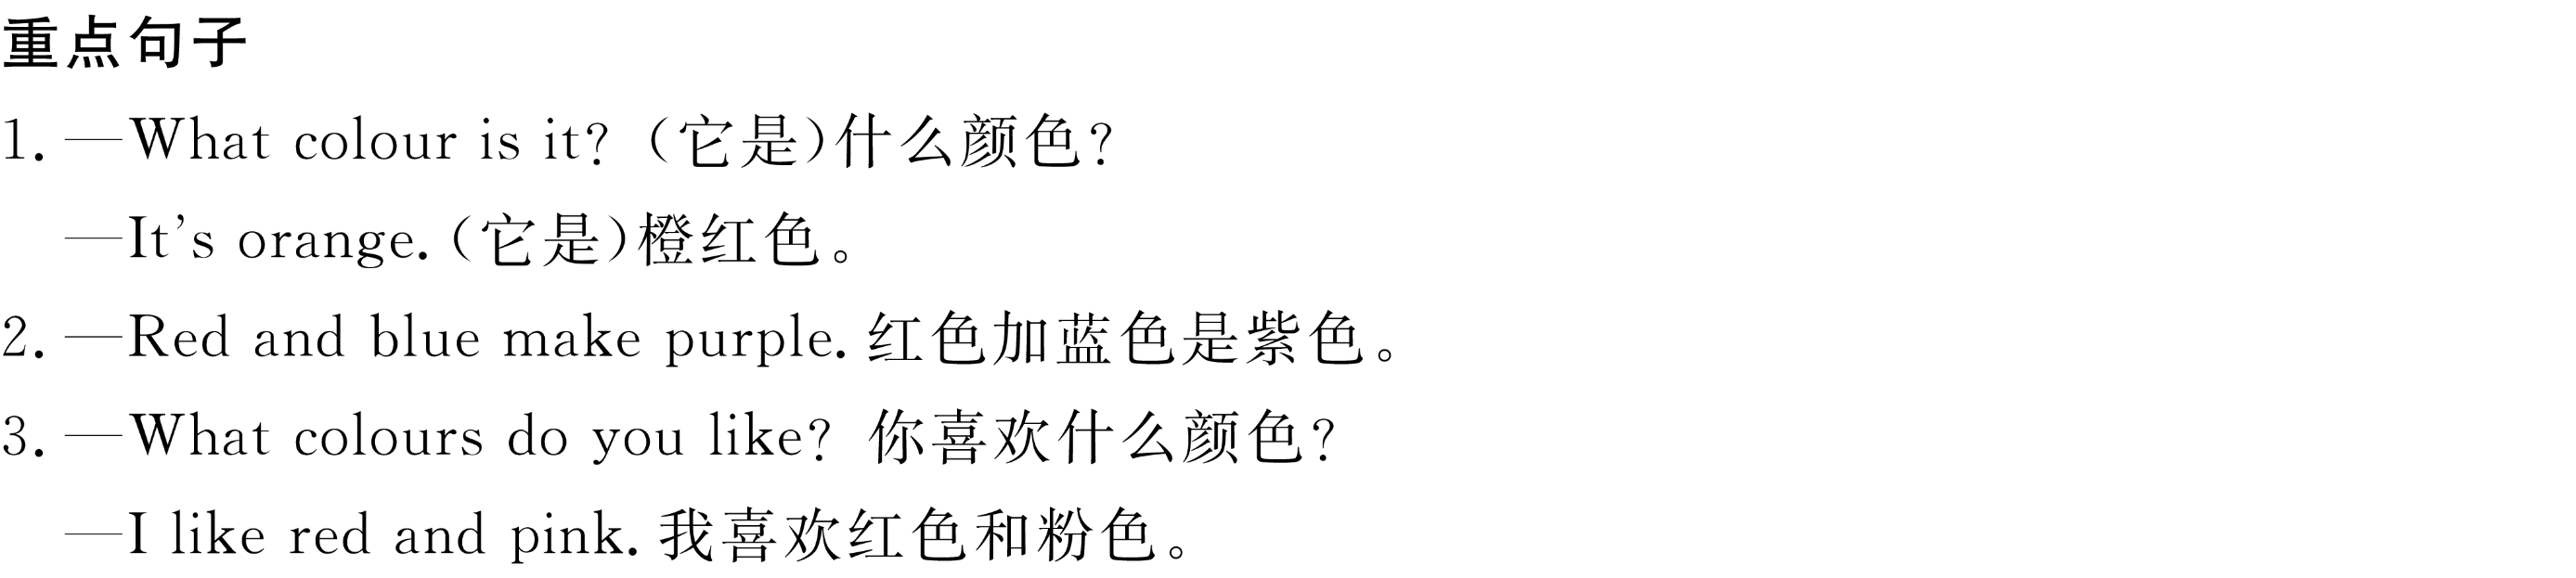 重点句子
1. —What colour is it? (它是)什么颜色?
—It's orange. (它是)橙红色。
2. —Red and blue make purple. 红色加蓝色是紫色。
3. —What colours do you like? 你喜欢什么颜色?
—I like red and pink. 我喜欢红色和粉色。